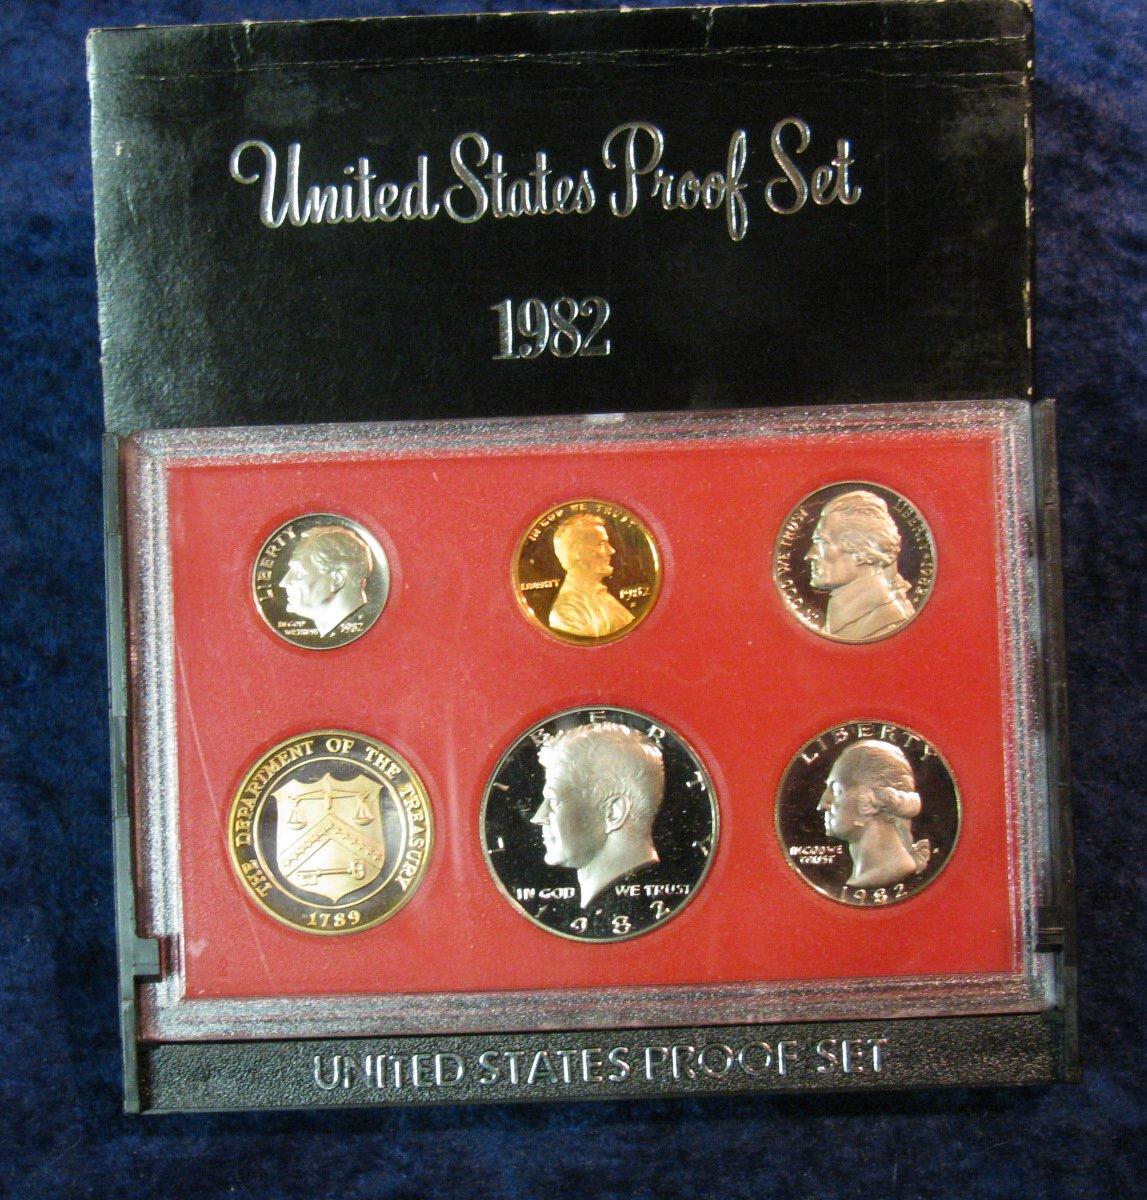 United States Proof Set
1982
LIBERTY
IN GOD
WE TRUST
1982
IN GOD WE TRUST
LIBERTY
1982
S
IN GOD WE TRUST
LIBERTY 1982
THE DEPARTMENT OF THE TREASURY
1789
LIBERTY
IN GOD WE TRUST
1982
LIBERTY
IN GOD WE
TRUST
1982
UNITED STATES PROOF SET